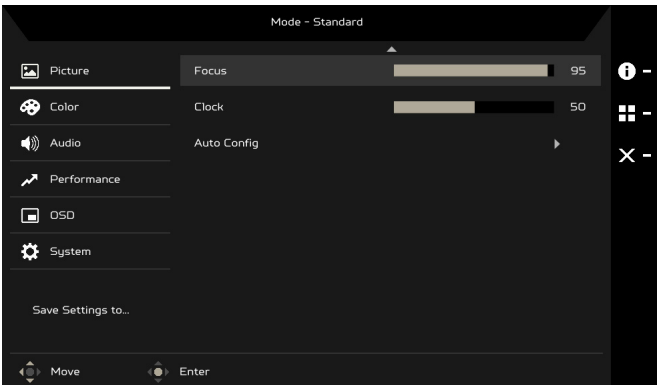 Mode - Standard
Picture
Focus 95
Color
Clock 50
Audio
Auto Config
Performance
OSD
System
Save Settings to...
Move Enter